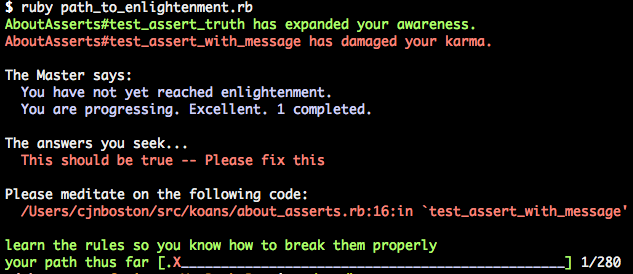 $ ruby path_to_enlightenment.rb
AboutAsserts#test_assert_truth has expanded your awareness.
AboutAsserts#test_assert_with_message has damaged your karma.
The Master says:
You have not yet reached enlightenment.
You are progressing. Excellent. 1 completed.
The answers you seek...
This should be true -- Please fix this
Please meditate on the following code:
/Users/cjnboston/src/koans/about_asserts.rb:16:in `test_assert_with_message'
learn the rules so you know how to break them properly
your path thus far [.X________________________________________________] 1/280